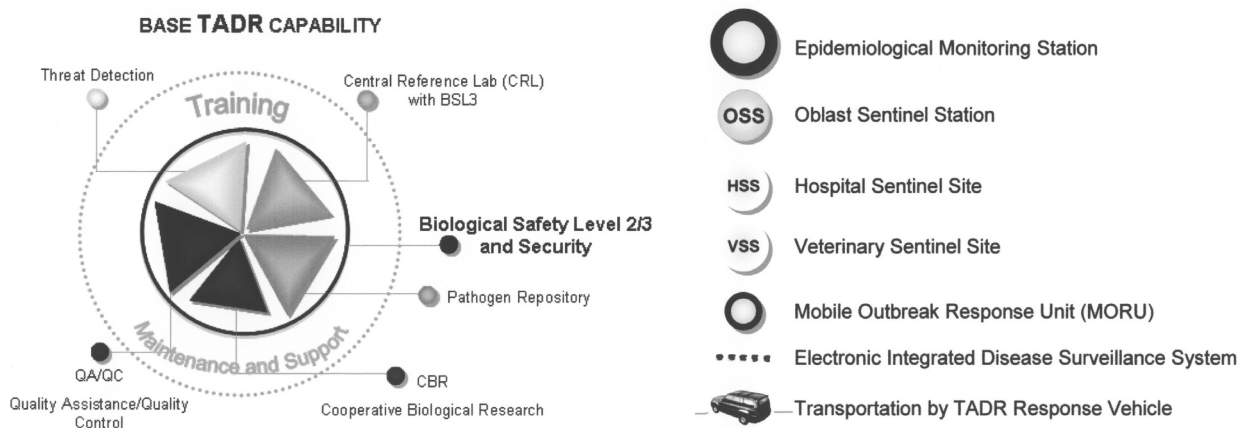 BASE TADR CAPABILITY
Threat Detection
Central Reference Lab (CRL)
with BSL3
Training
Biological Safety Level 2/3
and Security
Pathogen Repository
Maintenance and Support
QA/QC
Quality Assistance/Quality
Control
CBR
Cooperative Biological Research
Epidemiological Monitoring Station
OSS Oblast Sentinel Station
HSS Hospital Sentinel Site
VSS Veterinary Sentinel Site
Mobile Outbreak Response Unit (MORU)
Electronic Integrated Disease Surveillance System
Transportation by TADR Response Vehicle